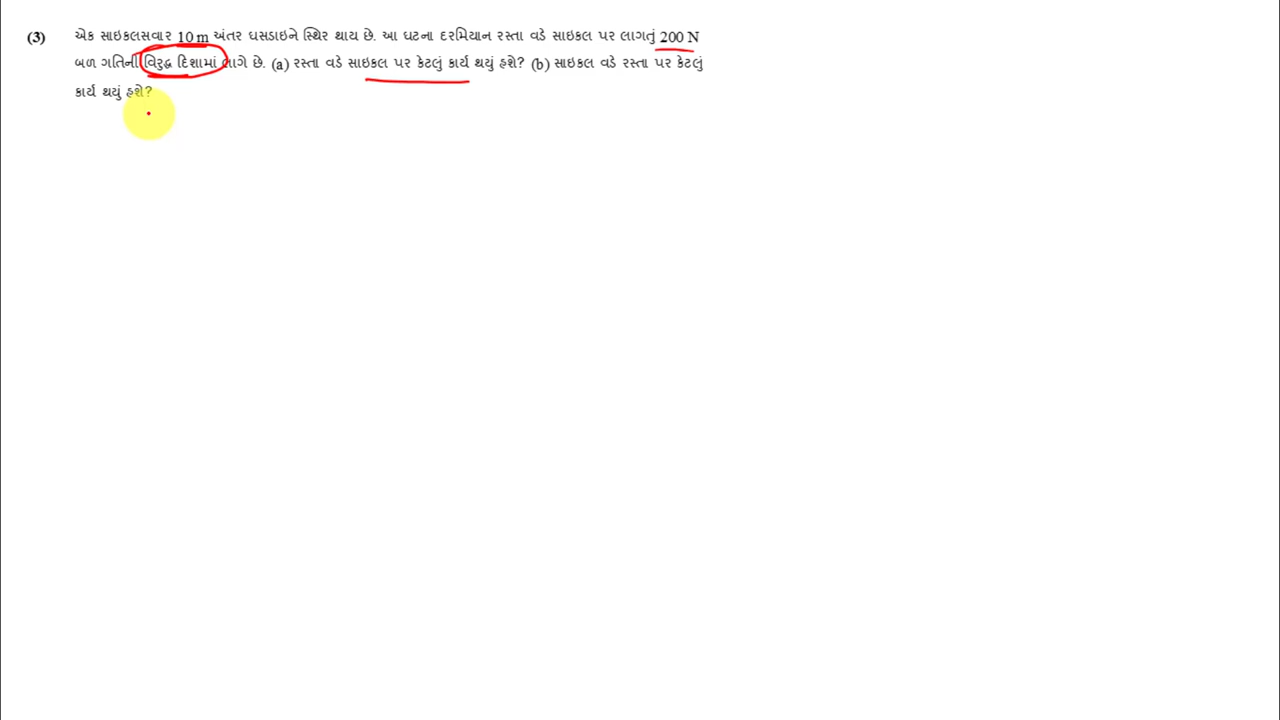 (3) એક સાઇકલસવાર 10 m અંતર ઘસડાઇને સ્થિર થાય છે. આ ઘટના દરમિયાન રસ્તા વડે સાઇકલ પર લાગતું 200 N
બળ ગતિની વિરુદ્ધ દિશામાં લાગે છે. (a) રસ્તા વડે સાઇકલ પર કેટલું કાર્ય થયું હશે? (b) સાઇકલ વડે રસ્તા પર કેટલું
કાર્ય થયું હશે?